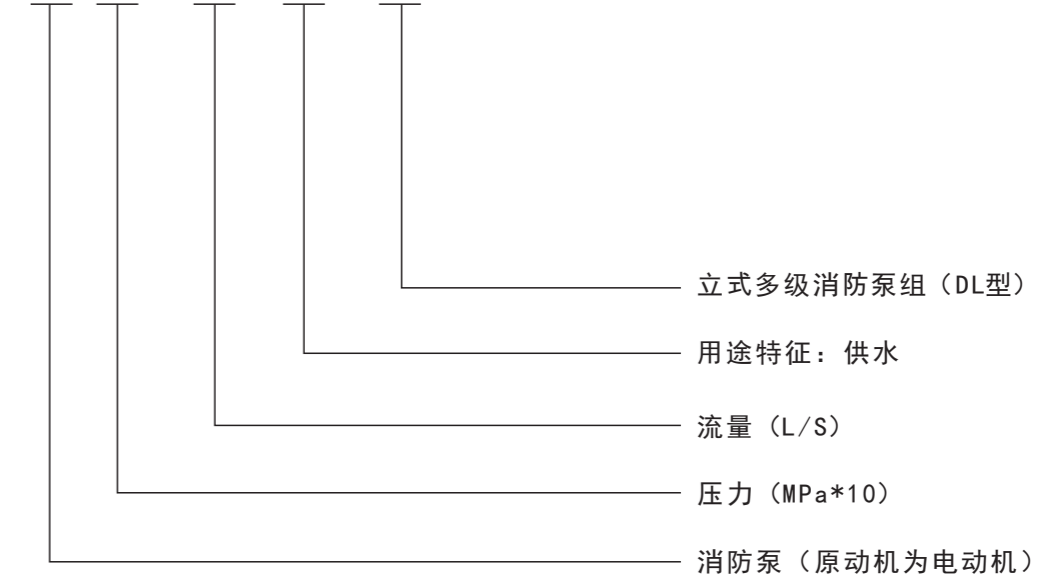 立式多级消防泵组（DL型）
用途特征：供水
流量（L/S）
压力（MPa*10）
消防泵（原动机为电动机）